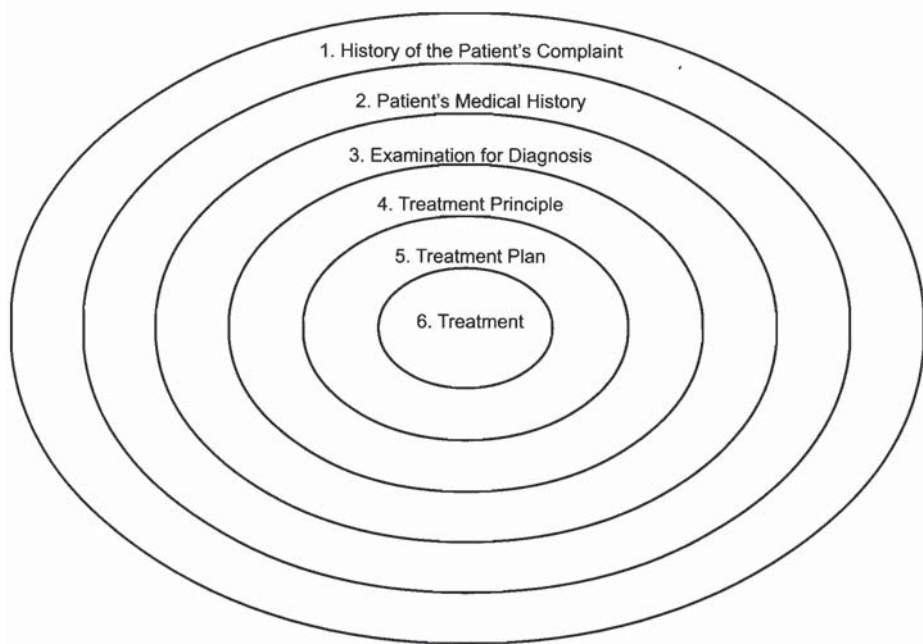 1. History of the Patient's Complaint
2. Patient's Medical History
3. Examination for Diagnosis
4. Treatment Principle
5. Treatment Plan
6. Treatment